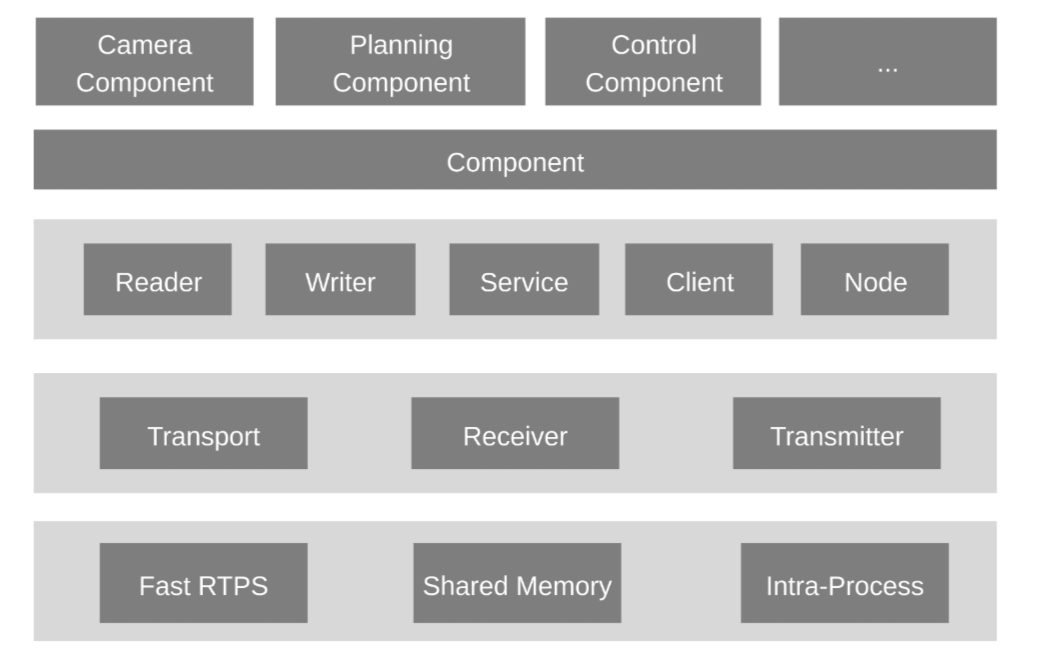 Camera
Component
Planning
Component
Control
Component
...
Component
Reader
Writer
Service
Client
Node
Transport
Receiver
Transmitter
Fast RTPS
Shared Memory
Intra-Process